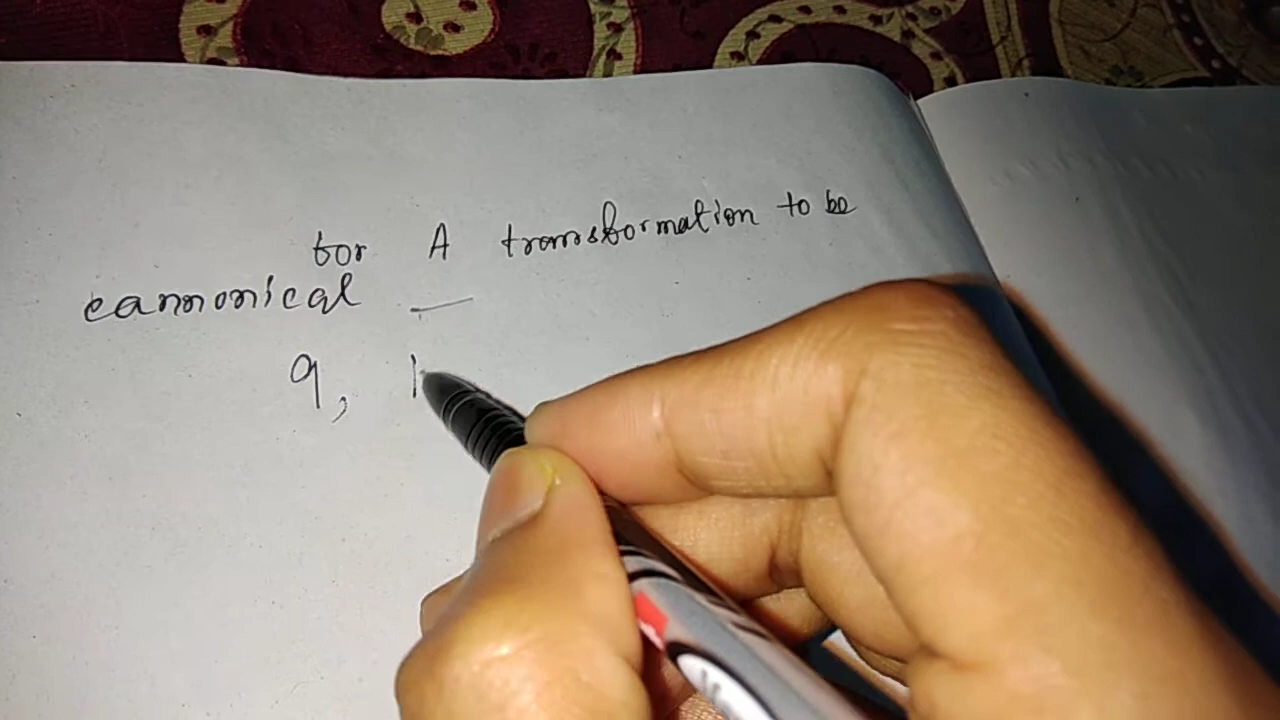 for A transformation to be
cannonical —
q,